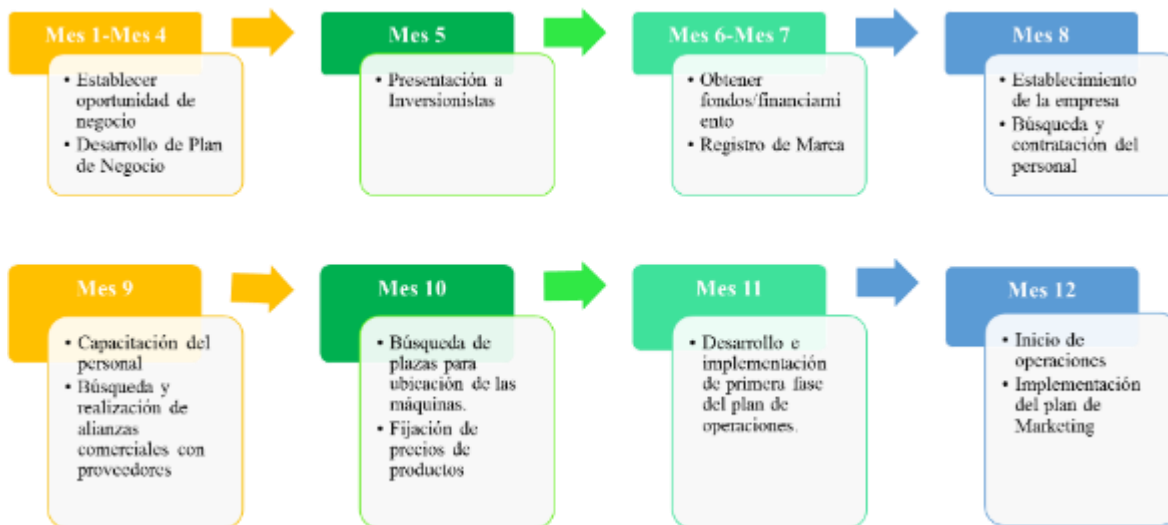 Mes 1-Mes 4
• Establecer
oportunidad de
negocio
• Desarrollo de Plan
de Negocio
Mes 5
• Presentación a
Inversionistas
Mes 6-Mes 7
• Obtener
fondos/financiami
ento
• Registro de Marca
Mes 8
• Establecimiento
de la empresa
• Búsqueda y
contratación del
personal
Mes 9
• Capacitación del
personal
• Búsqueda y
realización de
alianzas
comerciales con
proveedores
Mes 10
• Búsqueda de
plazas para
ubicación de las
máquinas.
• Fijación de
precios de
productos
Mes 11
• Desarrollo e
implementación
de primera fase
del plan de
operaciones.
Mes 12
• Inicio de
operaciones
• Implementación
del plan de
Marketing